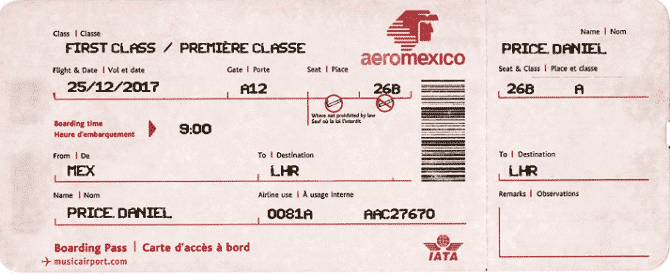 Class | Classe
FIRST CLASS / PREMIÈRE CLASSE
aeromexico
Name | Nom
PRICE DANIEL
Flight & Date | Vol et date
Gate | Porte
Seat | Place
Seat & Class | Place et classe
25/12/2017
A12
26B
26B A
Where not prohibited by law
Sauf où la loi l'interdit
Boarding time
Heure d'embarquement
9:00
From | De
To | Destination
To | Destination
MEX
LHR
LHR
Name | Nom
Airline use | À usage interne
Remarks | Observations
PRICE DANIEL
0081A
AAC27670
Boarding Pass | Carte d'accès à bord
IATA
musicairport.com